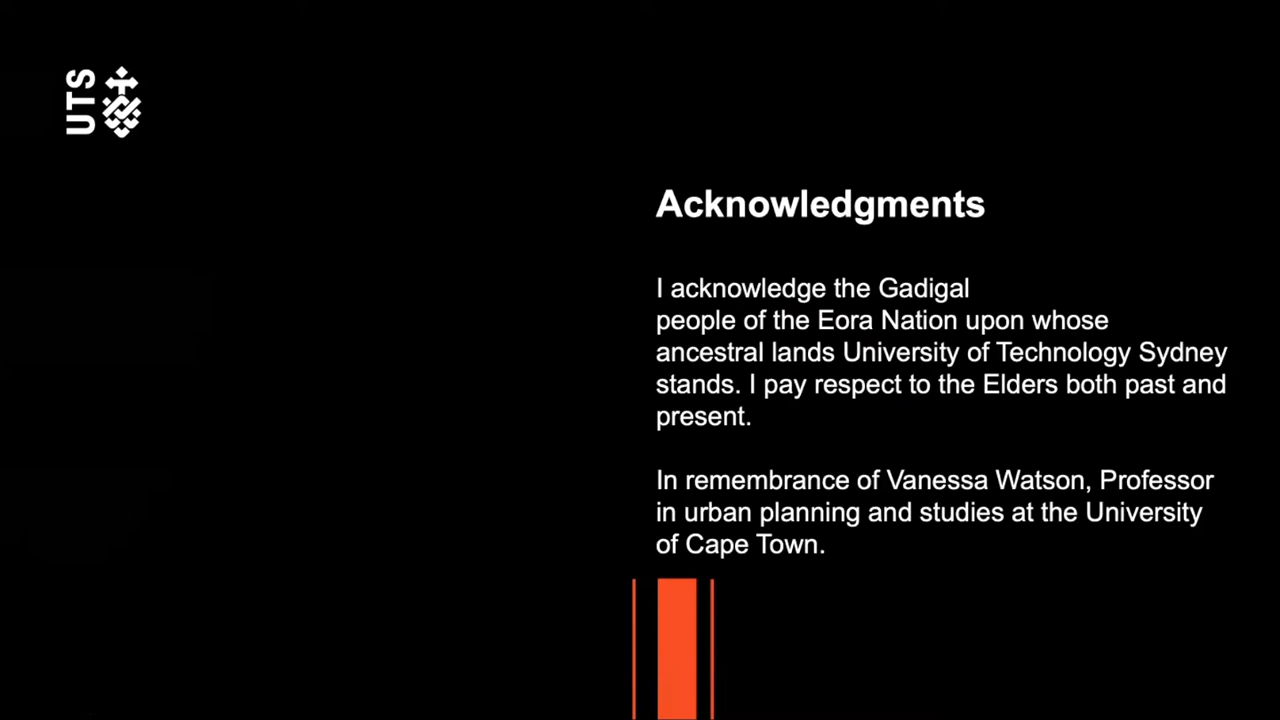 UTS
Acknowledgments
I acknowledge the Gadigal
people of the Eora Nation upon whose
ancestral lands University of Technology Sydney
stands. I pay respect to the Elders both past and
present.
In remembrance of Vanessa Watson, Professor
in urban planning and studies at the University
of Cape Town.